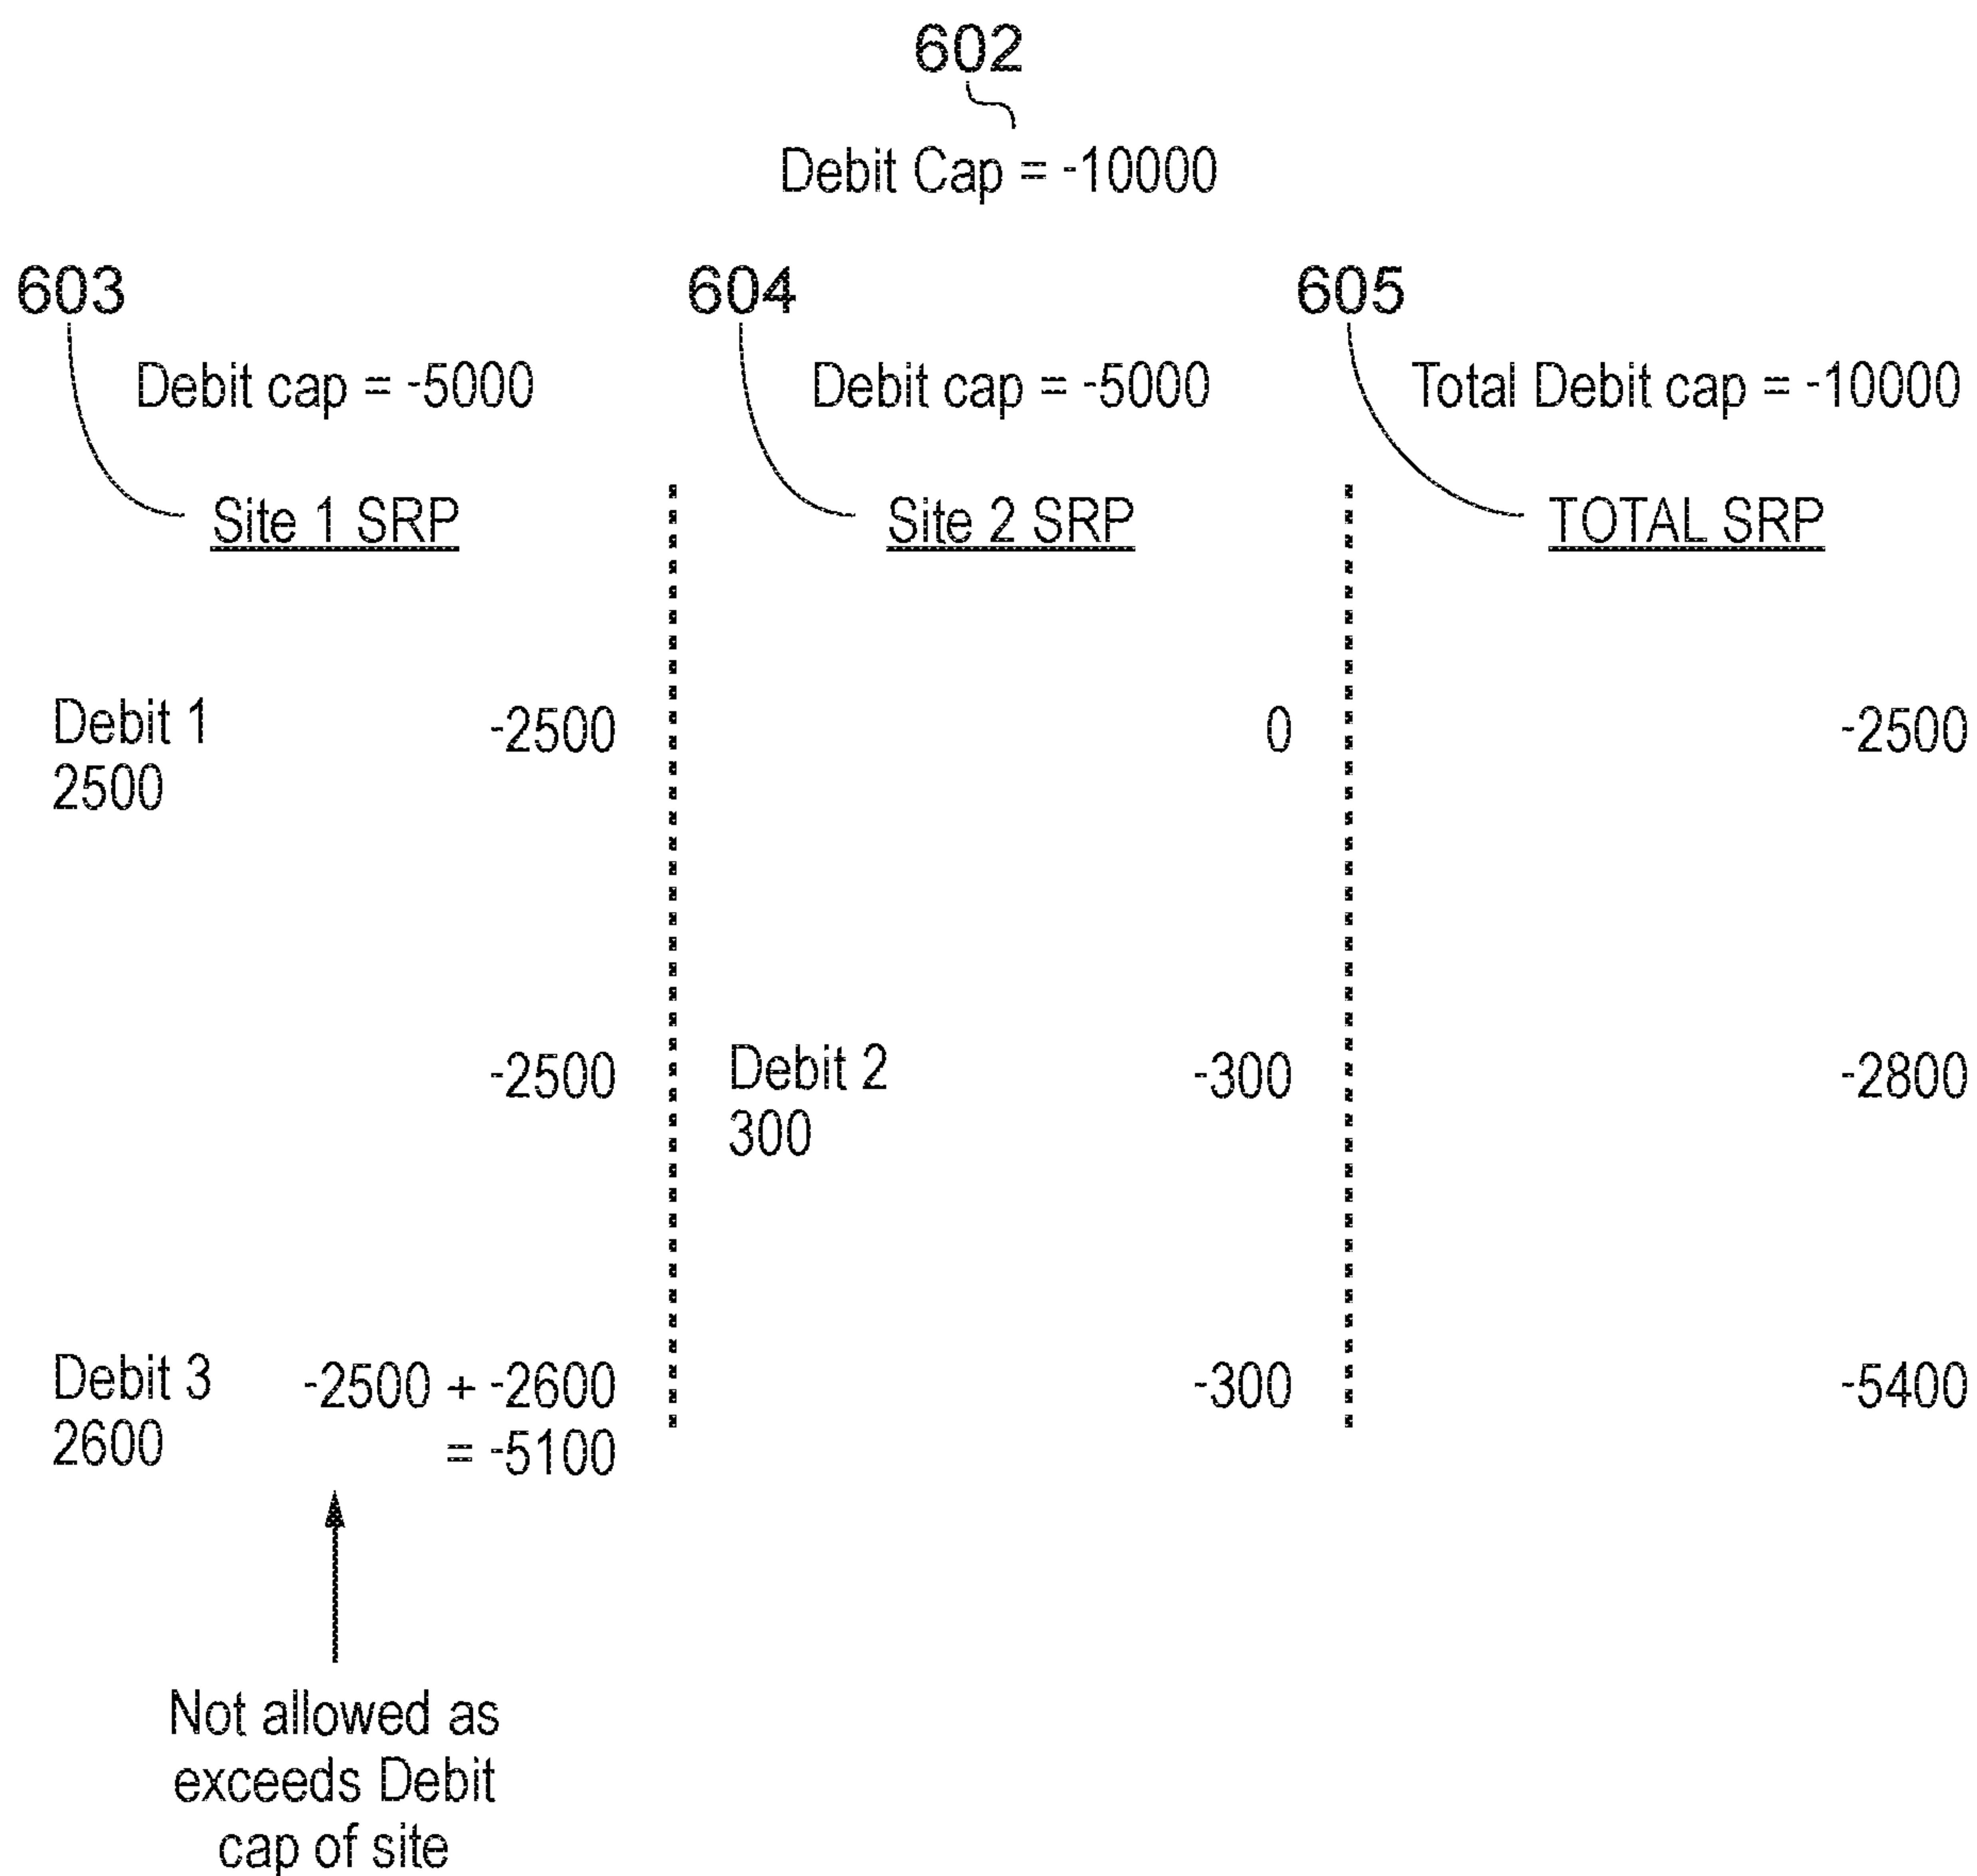 602
Debit Cap = -10000
603
604
605
Debit cap = -5000
Debit cap = -5000
Total Debit cap = -10000
Site 1 SRP
Site 2 SRP
TOTAL SRP
Debit 1
2500
-2500
0
-2500
-2500
Debit 2
300
-300
-2800
Debit 3
2600
-2500 + -2600
= -5100
-300
-5400
Not allowed as
exceeds Debit
cap of site